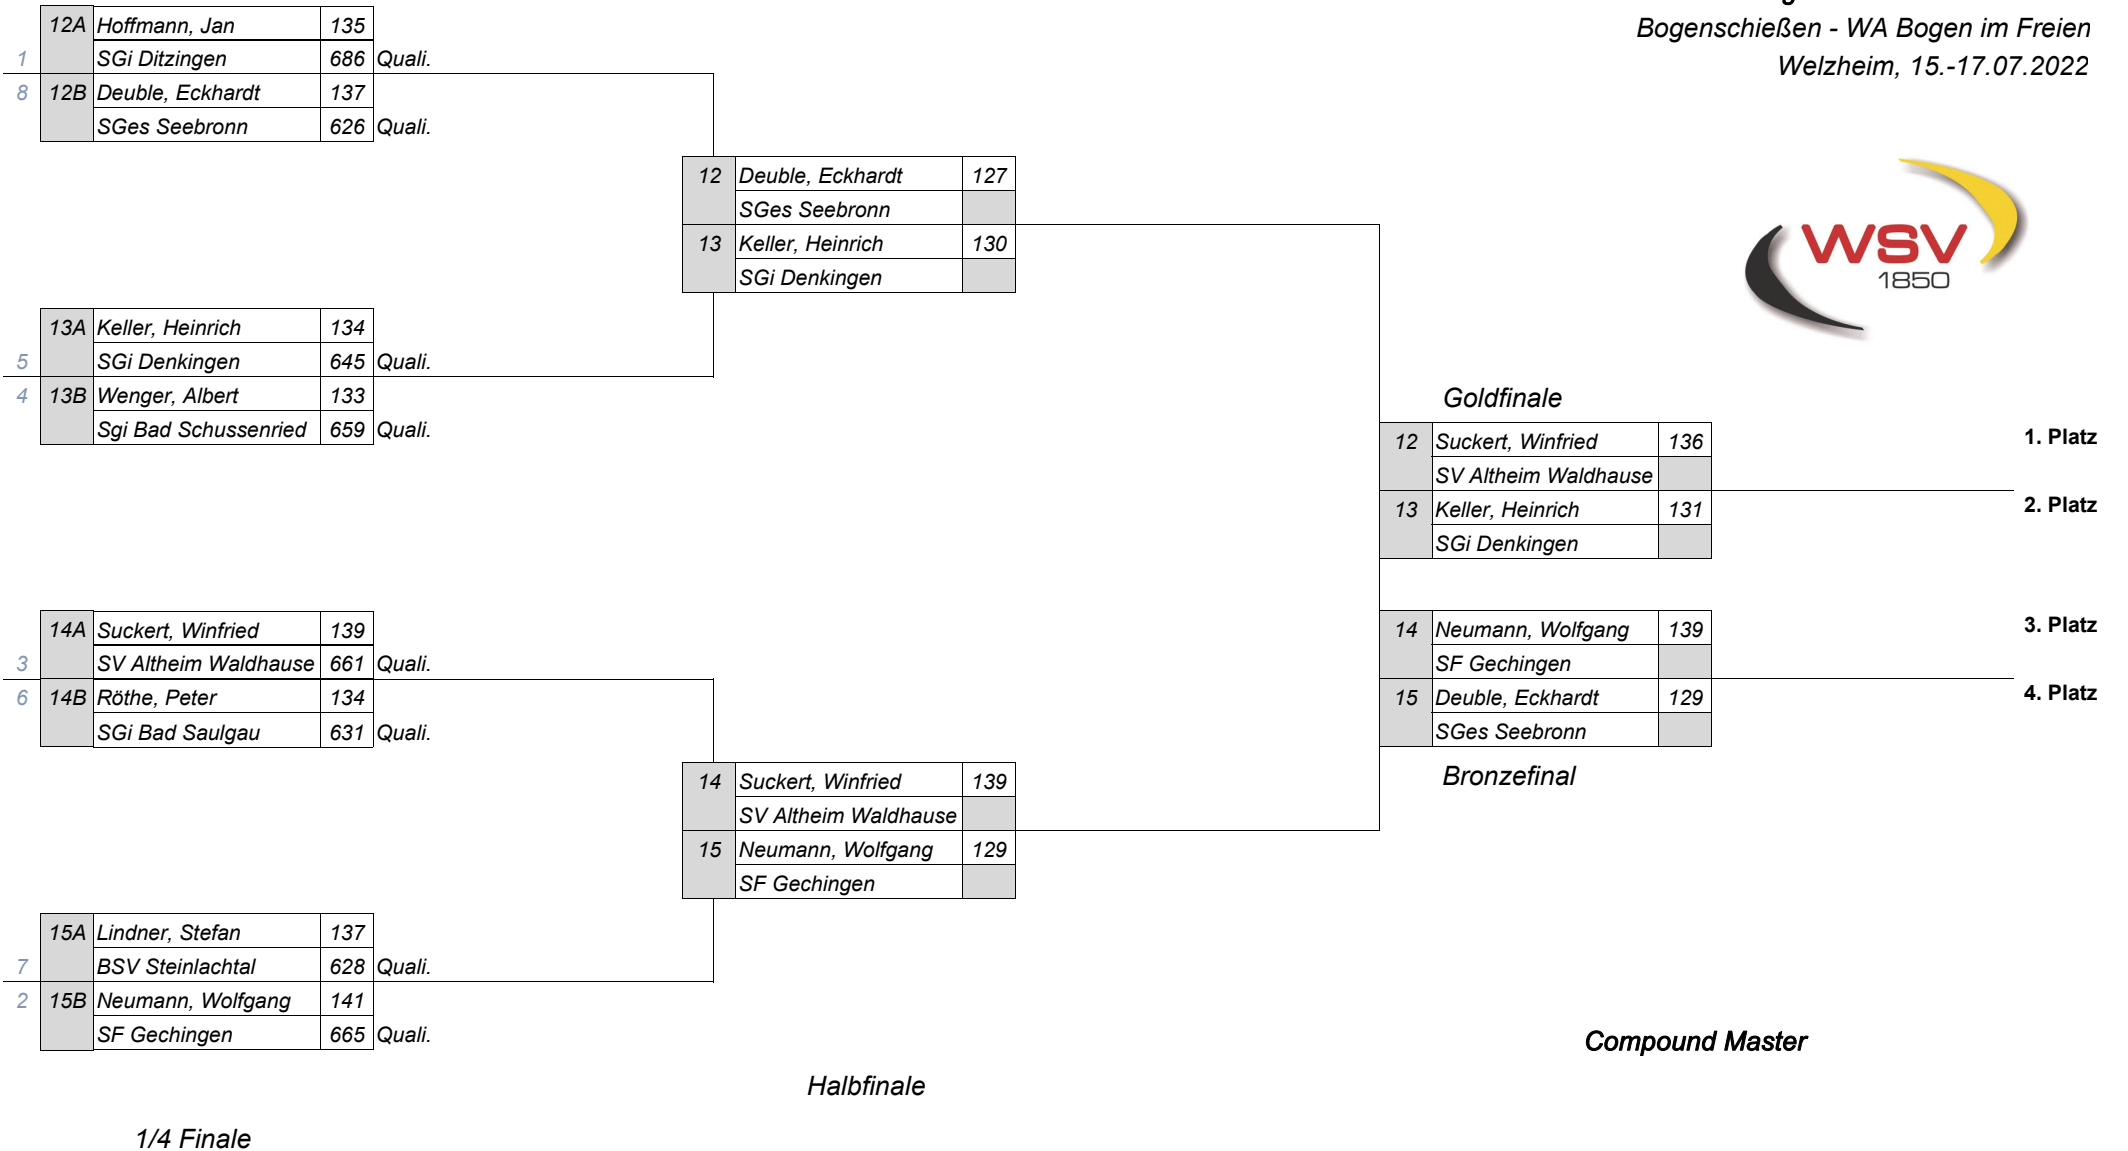 Bogenschießen - WA Bogen im Freien
Welzheim, 15.-17.07.2022
WSV
1850
12A Hoffmann, Jan 135
1 SGi Ditzingen 686 Quali.
8 12B Deuble, Eckhardt 137
SGes Seebronn 626 Quali.
12 Deuble, Eckhardt 127
SGes Seebronn
13 Keller, Heinrich 130
SGi Denkingen
13A Keller, Heinrich 134
5 SGi Denkingen 645 Quali.
4 13B Wenger, Albert 133
Sgi Bad Schussenried 659 Quali.
Goldfinale
12 Suckert, Winfried 136 1. Platz
SV Altheim Waldhause
13 Keller, Heinrich 131 2. Platz
SGi Denkingen
14A Suckert, Winfried 139
3 SV Altheim Waldhause 661 Quali.
6 14B Röthe, Peter 134
SGi Bad Saulgau 631 Quali.
14 Neumann, Wolfgang 139 3. Platz
SF Gechingen
15 Deuble, Eckhardt 129 4. Platz
SGes Seebronn
Bronzefinal
14 Suckert, Winfried 139
SV Altheim Waldhause
15 Neumann, Wolfgang 129
SF Gechingen
15A Lindner, Stefan 137
7 BSV Steinlachtal 628 Quali.
2 15B Neumann, Wolfgang 141
SF Gechingen 665 Quali.
Compound Master
Halbfinale
1/4 Finale